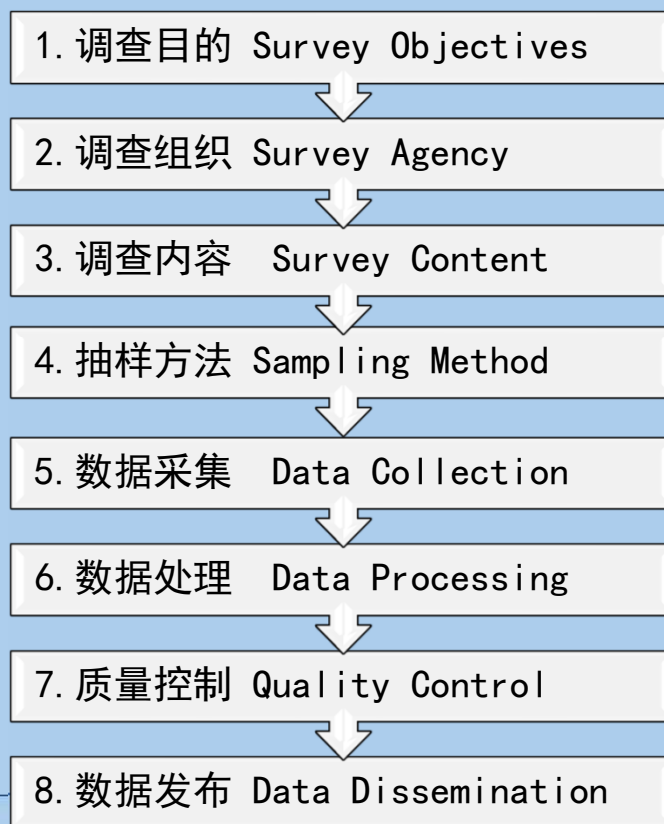 1.调查目的 Survey Objectives
2.调查组织 Survey Agency
3.调查内容 Survey Content
4.抽样方法 Sampling Method
5.数据采集 Data Collection
6.数据处理 Data Processing
7.质量控制 Quality Control
8.数据发布 Data Dissemination